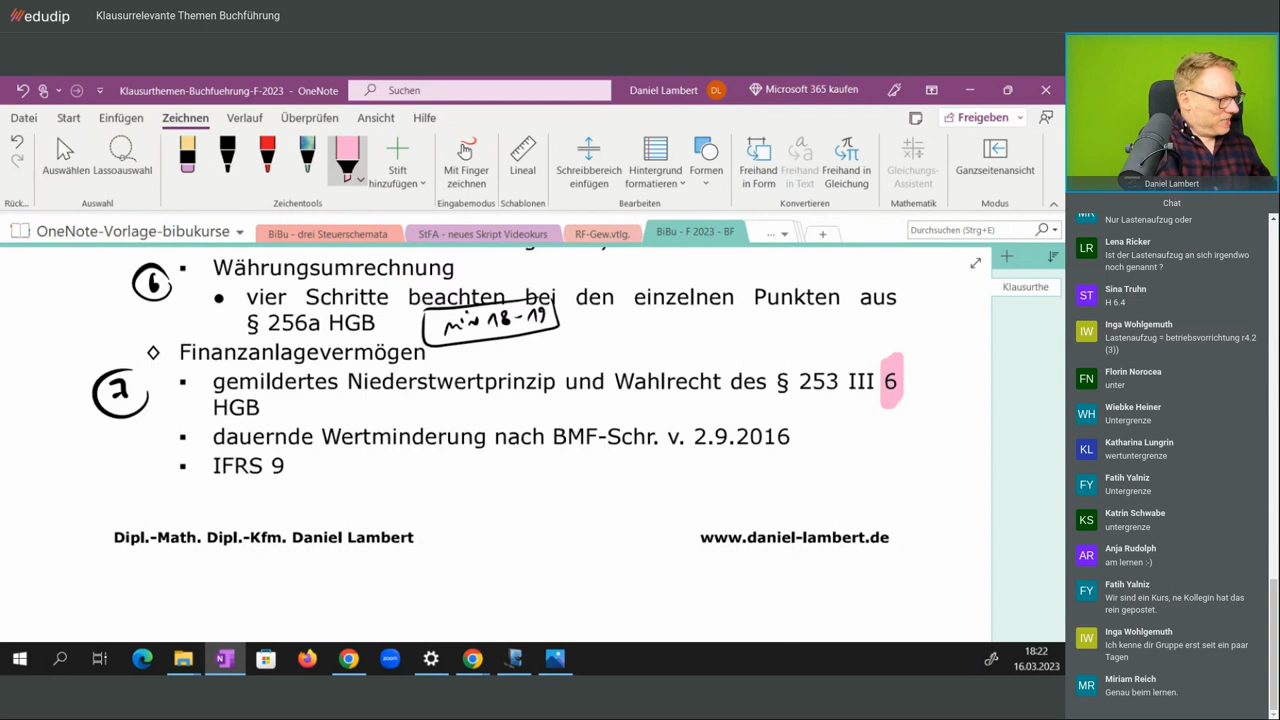 edudip
Klausurrelevante Themen Buchführung
Klausurthemen-Buchfuehrung-F-2023 - OneNote
Suchen
Daniel Lambert
DL
Microsoft 365 kaufen
Datei
Start
Einfügen
Zeichnen
Verlauf
Überprüfen
Ansicht
Hilfe
Freigeben
Auswählen
Lassoauswahl
Stift
hinzufügen
Mit Finger
zeichnen
Lineal
Schreibbereich
einfügen
Hintergrund
formatieren
Formen
Freihand
in Form
Freihand
in Text
Freihand in
Gleichung
Gleichungs-
Assistent
Ganzseitenansicht
Rück...
Auswahl
Zeichentools
Eingabemodus
Schablonen
Bearbeiten
Konvertieren
Mathematik
OneNote-Vorlage-bibukurse
BiBu - drei Steuerschemata
StFA - neues Skript Videokurs
RF-Gew.vtlg.
BiBu - F 2023 - BF
...
Durchsuchen (Strg+E)
Klausurthe
6
▪ Währungsumrechnung
● vier Schritte beachten bei den einzelnen Punkten aus
§ 256a HGB
min 18-19
◊ Finanzanlagevermögen
7
▪ gemildertes Niederstwertprinzip und Wahlrecht des § 253 III 6
HGB
▪ dauernde Wertminderung nach BMF-Schr. v. 2.9.2016
▪ IFRS 9
Dipl.-Math. Dipl.-Kfm. Daniel Lambert
www.daniel-lambert.de
18:22
16.03.2023
Daniel Lambert
Chat
MR
Nur Lastenaufzug oder
LR
Lena Ricker
Ist der Lastenaufzug an sich irgendwo
noch genannt ?
ST
Sina Truhn
H 6.4
IW
Inga Wohlgemuth
Lastenaufzug = betriebsvorrichtung r4.2
(3))
FN
Florin Norocea
unter
WH
Wiebke Heiner
Untergrenze
KL
Katharina Lungrin
wertuntergrenze
FY
Fatih Yalniz
Untergrenze
KS
Katrin Schwabe
untergrenze
AR
Anja Rudolph
am lernen :-)
FY
Fatih Yalniz
Wir sind ein Kurs, ne Kollegin hat das
rein gepostet.
IW
Inga Wohlgemuth
Ich kenne dir Gruppe erst seit ein paar
Tagen
MR
Miriam Reich
Genau beim lernen.